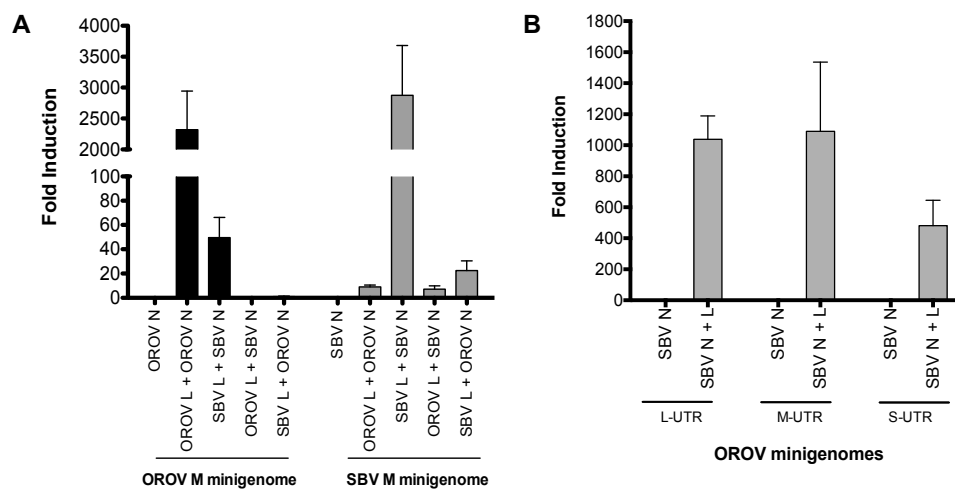 A
Fold Induction
4000
3500
3000
2500
2000
100
80
60
40
20
0
OROV N
OROV L + OROV N
SBV L + SBV N
OROV L + SBV N
SBV L + OROV N
SBV N
OROV L + OROV N
SBV L + SBV N
OROV L + SBV N
SBV L + OROV N
OROV M minigenome
SBV M minigenome
B
Fold Induction
1800
1600
1400
1200
1000
800
600
400
200
0
SBV N
SBV N + L
SBV N
SBV N + L
SBV N
SBV N + L
L-UTR
M-UTR
S-UTR
OROV minigenomes